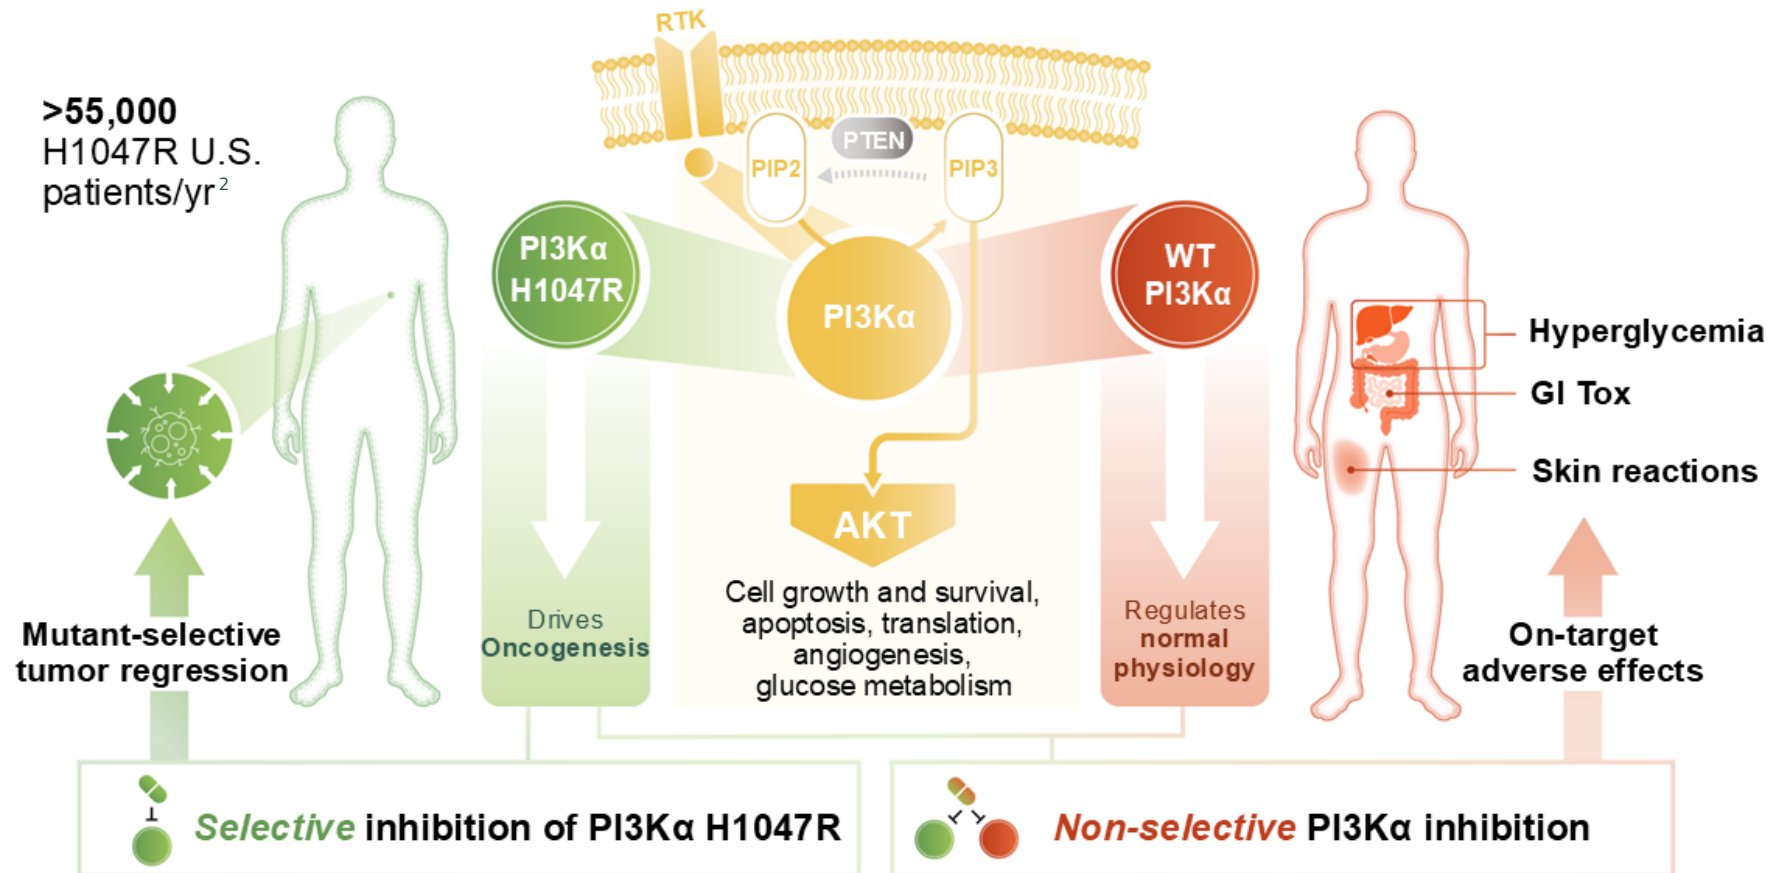 >55,000
H1047R U.S.
patients/yr²
RTK
PIP2
PTEN
PIP3
PI3Kα
H1047R
PI3Kα
WT
PI3Kα
Hyperglycemia
GI Tox
Skin reactions
AKT
Cell growth and survival,
apoptosis, translation,
angiogenesis,
glucose metabolism
Drives
Oncogenesis
Regulates
normal
physiology
Mutant-selective
tumor regression
On-target
adverse effects
Selective inhibition of PI3Kα H1047R
Non-selective PI3Kα inhibition